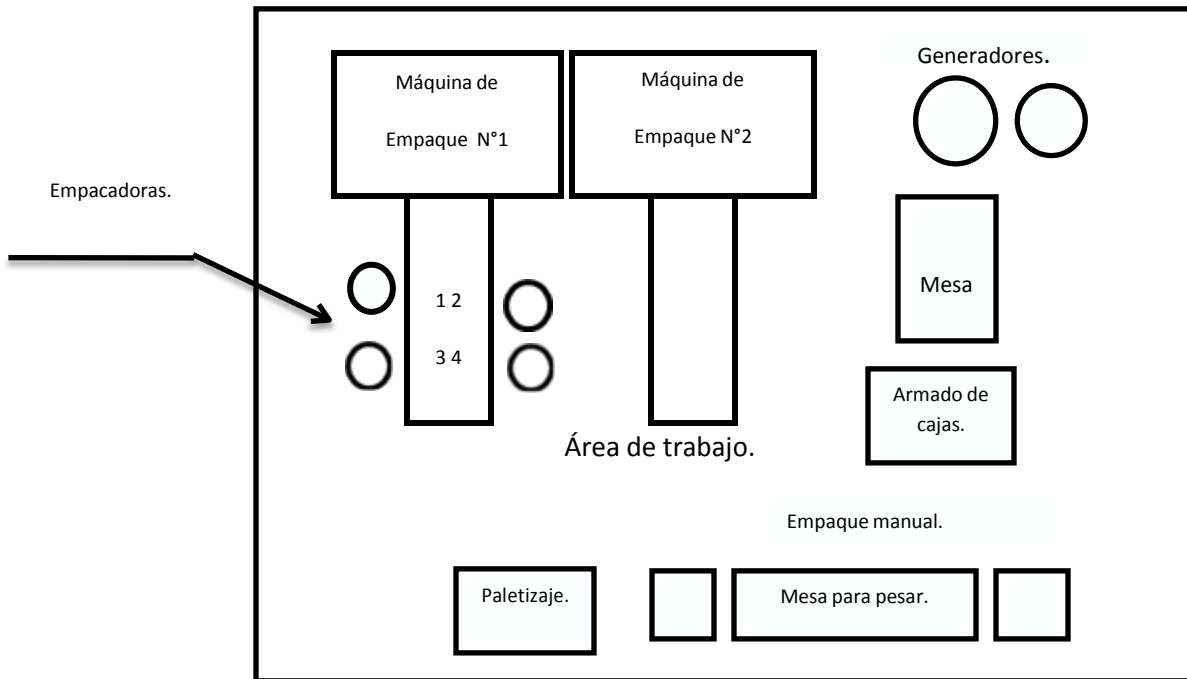 Generadores.
Máquina de
Empaque N°1
Máquina de
Empaque N°2
Empacadoras.
1 2
3 4
Mesa
Armado de
cajas.
Área de trabajo.
Empaque manual.
Paletizaje.
Mesa para pesar.